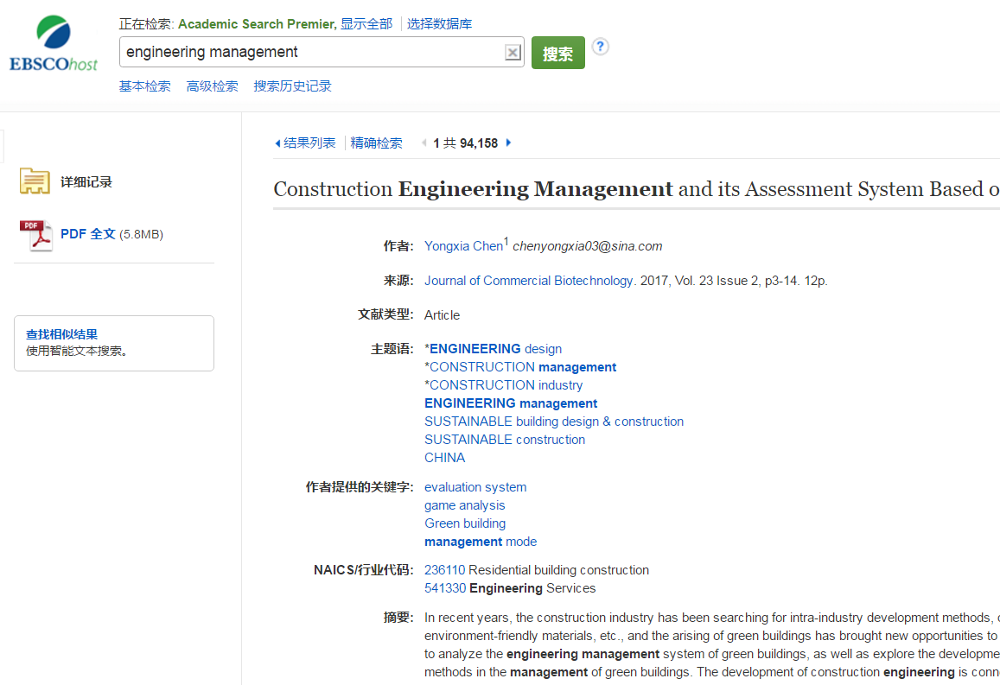 EBSCOhost
正在检索: Academic Search Premier, 显示全部 选择数据库
engineering management 搜索 ?
基本检索 高级检索 搜索历史记录
结果列表 精确检索 1 共 94,158
详细记录
PDF PDF 全文 (5.8MB)
查找相似结果
使用智能文本搜索。
Construction Engineering Management and its Assessment System Based o
作者: Yongxia Chen1 chenyongxia03@sina.com
来源: Journal of Commercial Biotechnology. 2017, Vol. 23 Issue 2, p3-14. 12p.
文献类型: Article
主题语: *ENGINEERING design
*CONSTRUCTION management
*CONSTRUCTION industry
ENGINEERING management
SUSTAINABLE building design & construction
SUSTAINABLE construction
CHINA
作者提供的关键字: evaluation system
game analysis
Green building
management mode
NAICS/行业代码: 236110 Residential building construction
541330 Engineering Services
摘要: In recent years, the construction industry has been searching for intra-industry development methods,
environment-friendly materials, etc., and the arising of green buildings has brought new opportunities to
to analyze the engineering management system of green buildings, as well as explore the developme
methods in the management of green buildings. The development of construction engineering is conn